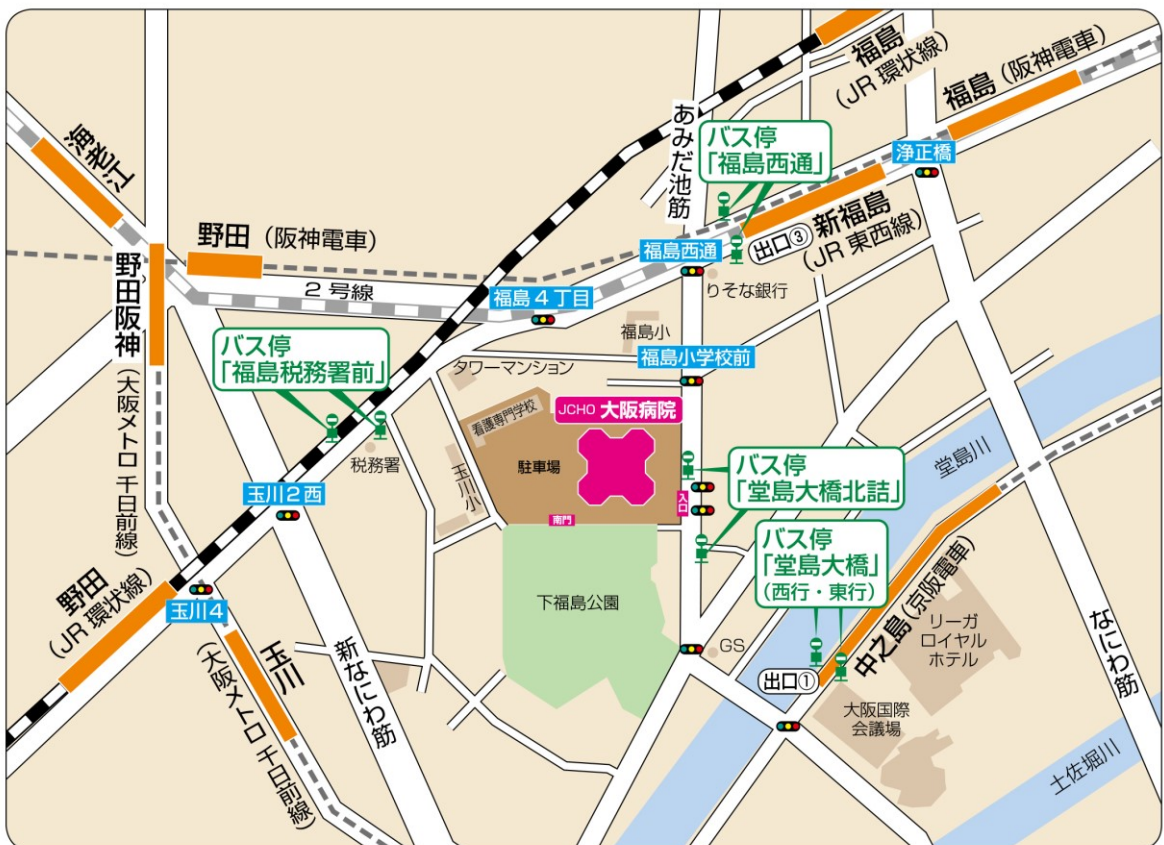 福島
(JR 環状線)
福島 (阪神電車)
あみだ池筋
バス停
「福島西通」
浄正橋
海老江
野田 (阪神電車)
新福島
(JR 東西線)
出口③
福島西通
りそな銀行
2号線
福島4丁目
野田阪神
(大阪メトロ 千日前線)
バス停
「福島税務署前」
福島小
福島小学校前
タワーマンション
看護専門学校
JCHO 大阪病院
駐車場
税務署
玉川小
入口
南門
バス停
「堂島大橋北詰」
堂島川
玉川2西
バス停
「堂島大橋」
(西行・東行)
下福島公園
野田
(JR 環状線)
玉川4
玉川
(大阪メトロ 千日前線)
新なにわ筋
GS
出口①
中之島(京阪電車)
リーガ
ロイヤル
ホテル
なにわ筋
大阪国際
会議場
土佐堀川